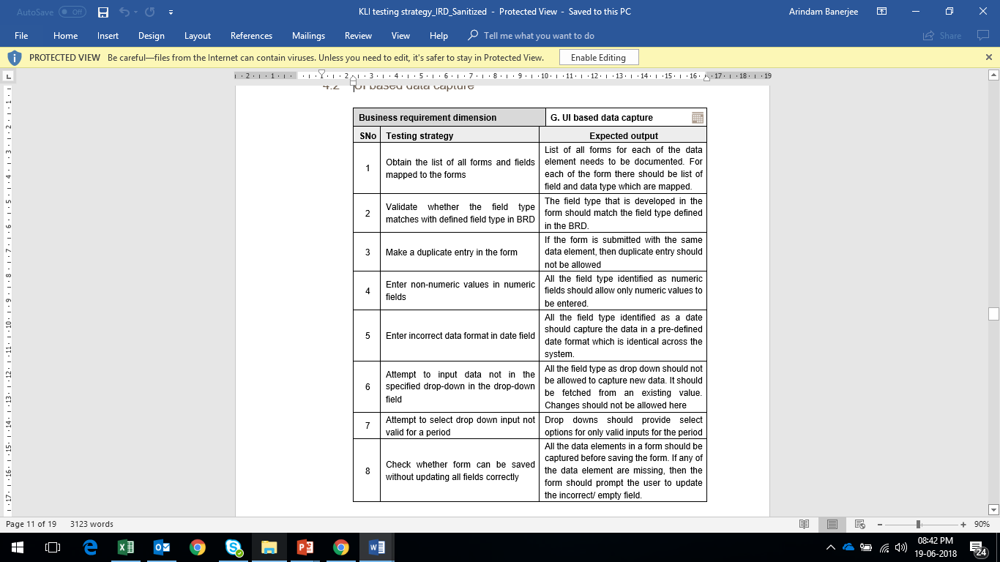 AutoSave Off
KLI testing strategy_IRD_Sanitized - Protected View - Saved to this PC
Arindam Banerjee
File Home Insert Design Layout References Mailings Review View Help Tell me what you want to do Share
PROTECTED VIEW Be careful—files from the Internet can contain viruses. Unless you need to edit, it's safer to stay in Protected View. Enable Editing
4.2 UI based data capture
Business requirement dimension G. UI based data capture
SNo Testing strategy Expected output
1
Obtain the list of all forms and fields
mapped to the forms
List of all forms for each of the data
element needs to be documented. For
each of the form there should be list of
field and data type which are mapped.
2
Validate whether the field type
matches with defined field type in BRD
The field type that is developed in the
form should match the field type defined
in the BRD.
3
Make a duplicate entry in the form
If the form is submitted with the same
data element, then duplicate entry should
not be allowed
4
Enter non-numeric values in numeric
fields
All the field type identified as numeric
fields should allow only numeric values to
be entered.
5
Enter incorrect data format in date field
All the field type identified as a date
should capture the data in a pre-defined
date format which is identical across the
system.
6
Attempt to input data not in the
specified drop-down in the drop-down
field
All the field type as drop down should not
be allowed to capture new data. It should
be fetched from an existing value.
Changes should not be allowed here
7
Attempt to select drop down input not
valid for a period
Drop downs should provide select
options for only valid inputs for the period
8
Check whether form can be saved
without updating all fields correctly
All the data elements in a form should be
captured before saving the form. If any of
the data element are missing, then the
form should prompt the user to update
the incorrect/ empty field.
Page 11 of 19 3123 words
90%
08:42 PM
19-06-2018
24